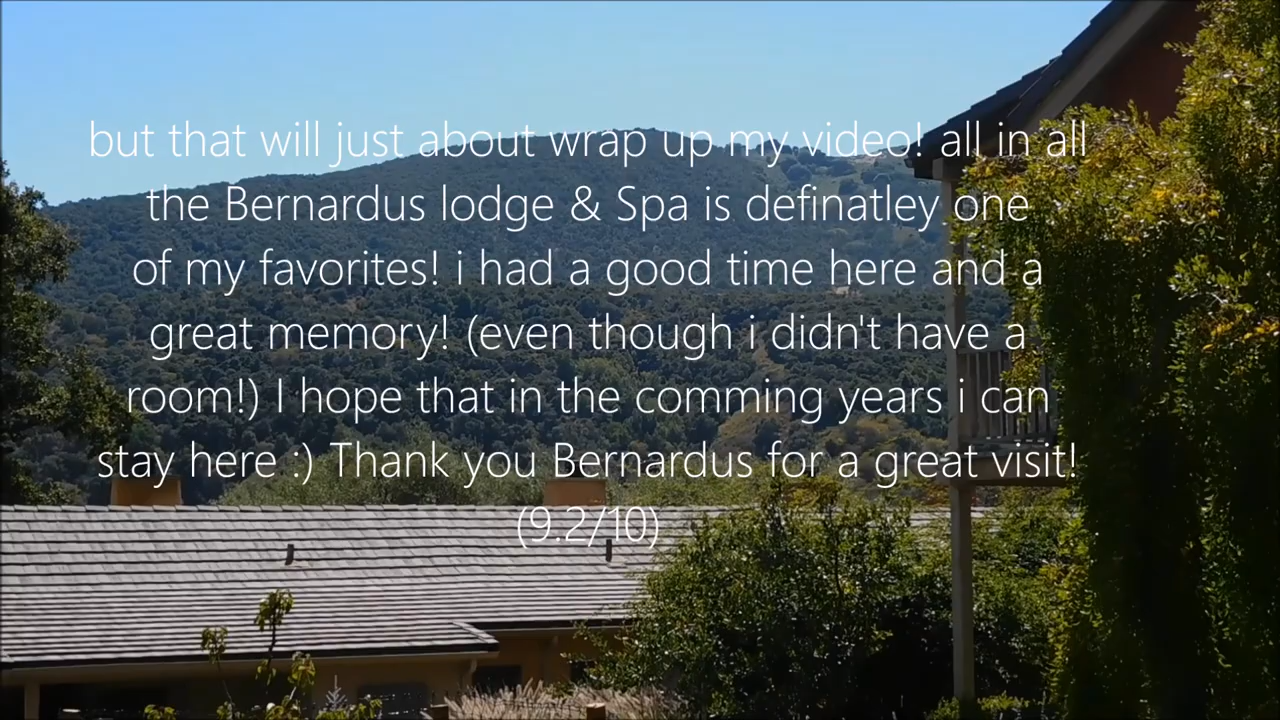 but that will just about wrap up my video! all in all
the Bernardus lodge & Spa is definatley one
of my favorites! i had a good time here and a
great memory! (even though i didn't have a
room!) I hope that in the comming years i can
stay here :) Thank you Bernardus for a great visit!
(9.2/10)